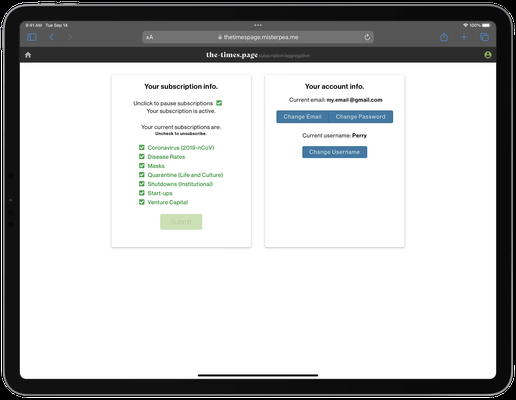 9:41 AM Tue Sep 14
100%
AA
thetimespage.misterpea.me
the-times.page subscription/aggregation
Your subscription info.
Unclick to pause subscriptions
Your subscription is active.
Your current subscriptions are:
Uncheck to unsubscribe.
Coronavirus (2019-nCoV)
Disease Rates
Masks
Quarantine (Life and Culture)
Shutdowns (Institutional)
Start-ups
Venture Capital
Submit
Your account info.
Current email: my.email@gmail.com
Change Email
Change Password
Current username: Perry
Change Username